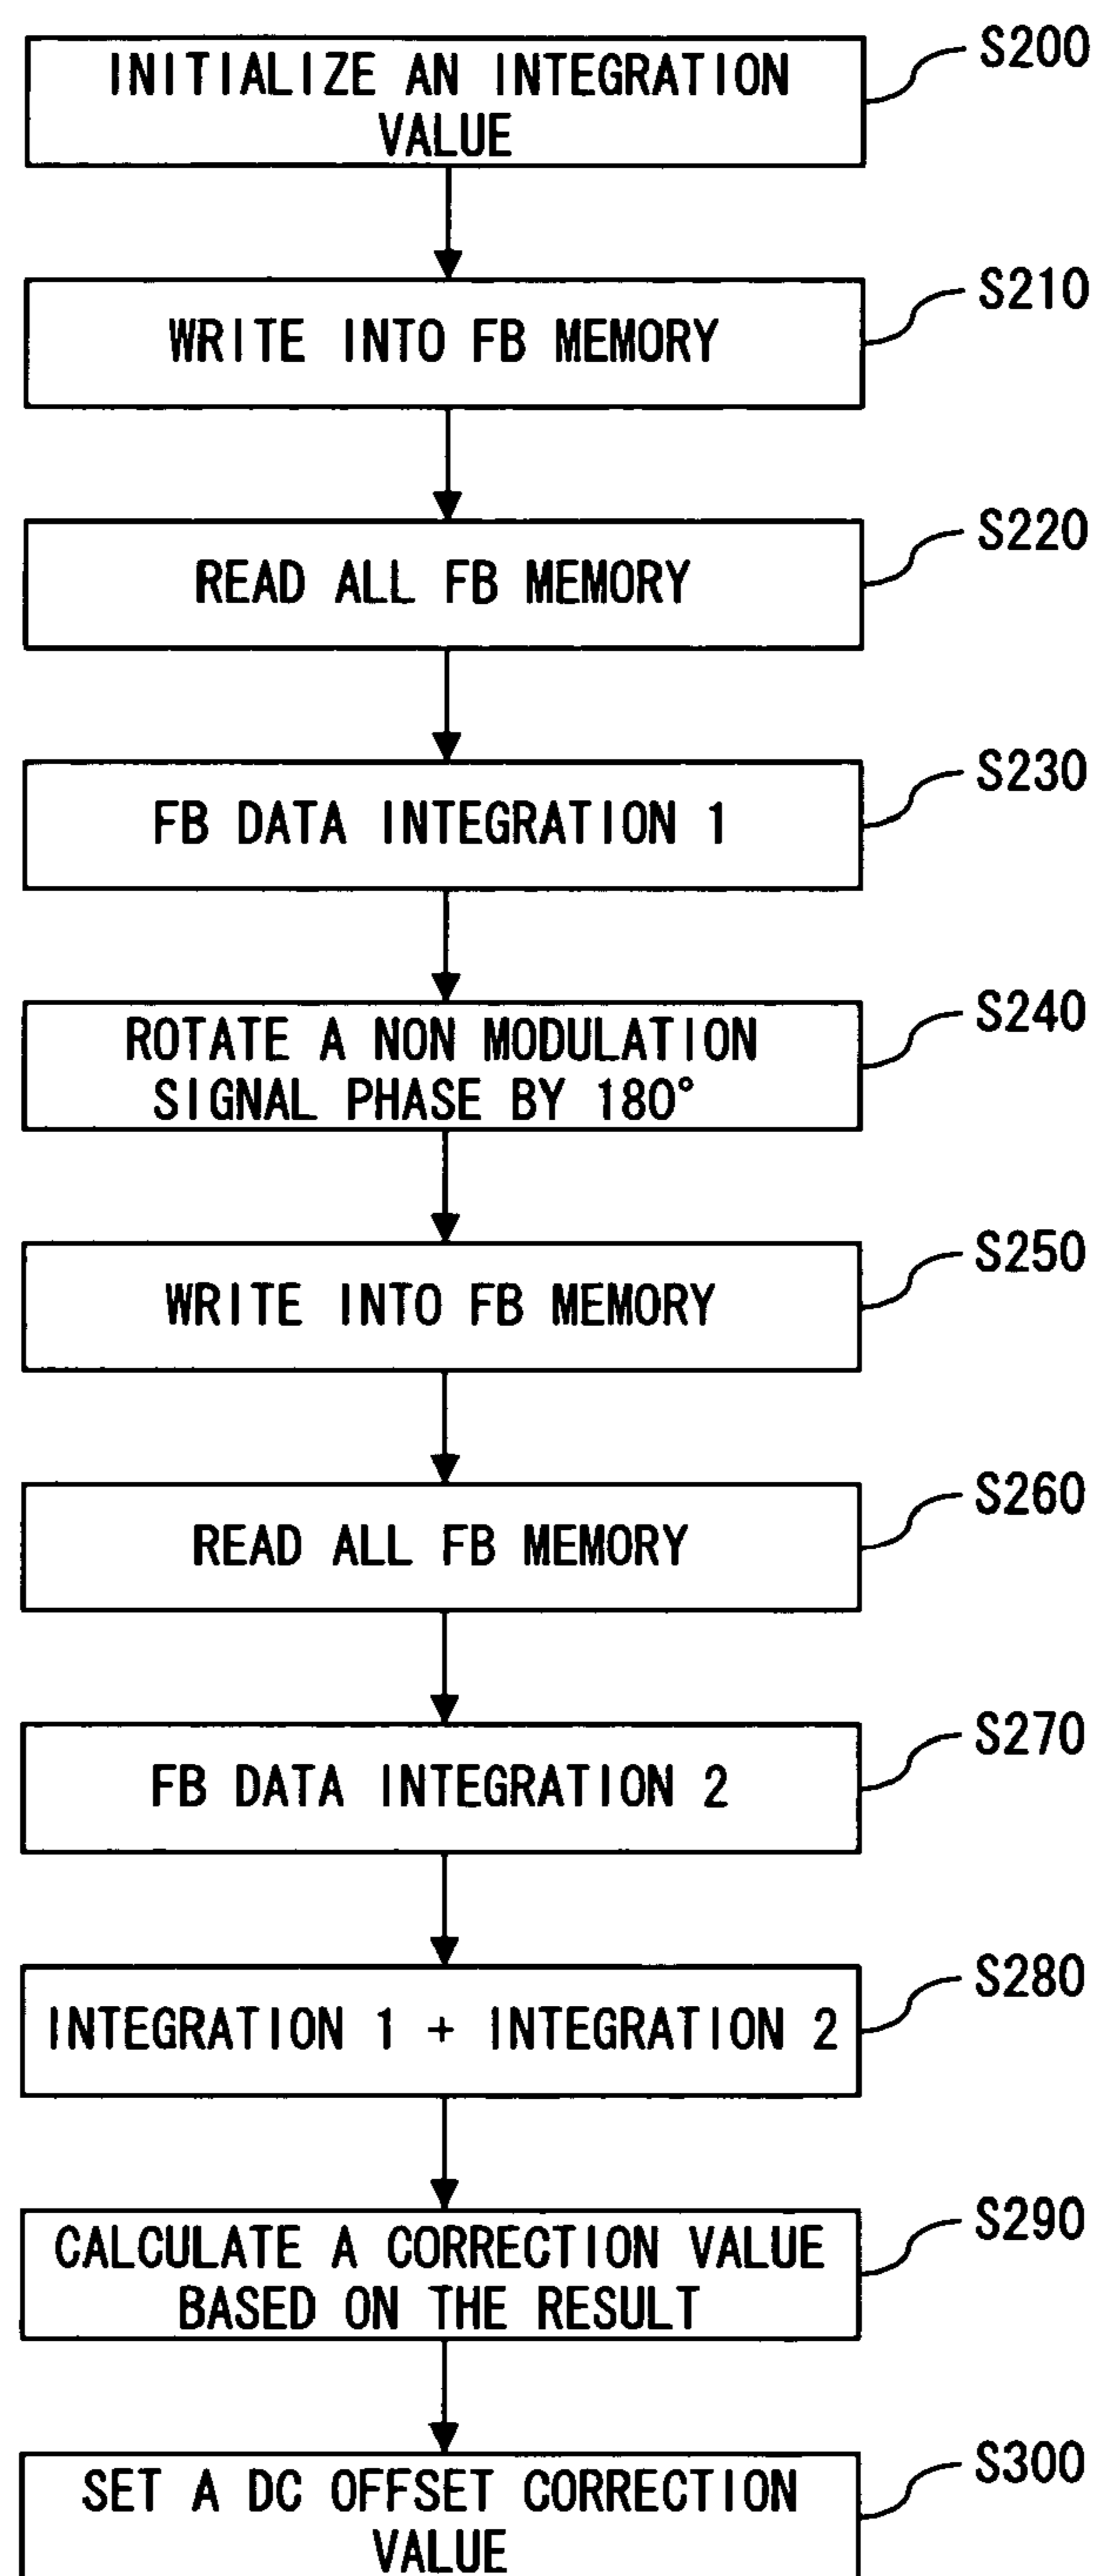 INITIALIZE AN INTEGRATION
VALUE
S200
WRITE INTO FB MEMORY
S210
READ ALL FB MEMORY
S220
FB DATA INTEGRATION 1
S230
ROTATE A NON MODULATION
SIGNAL PHASE BY 180°
S240
WRITE INTO FB MEMORY
S250
READ ALL FB MEMORY
S260
FB DATA INTEGRATION 2
S270
INTEGRATION 1 + INTEGRATION 2
S280
CALCULATE A CORRECTION VALUE
BASED ON THE RESULT
S290
SET A DC OFFSET CORRECTION
VALUE
S300